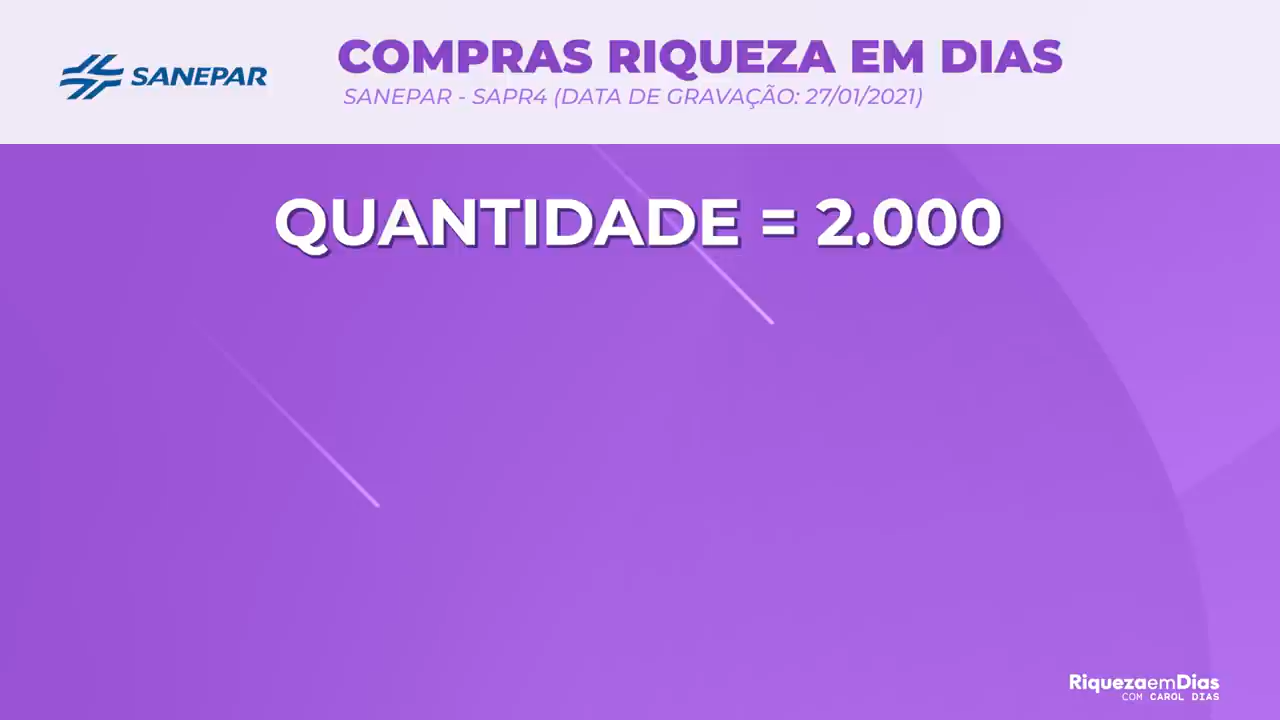 SANEPAR
COMPRAS RIQUEZA EM DIAS
SANEPAR - SAPR4 (DATA DE GRAVAÇÃO: 27/01/2021)
QUANTIDADE = 2.000
RiquezaemDias
COM CAROL DIAS